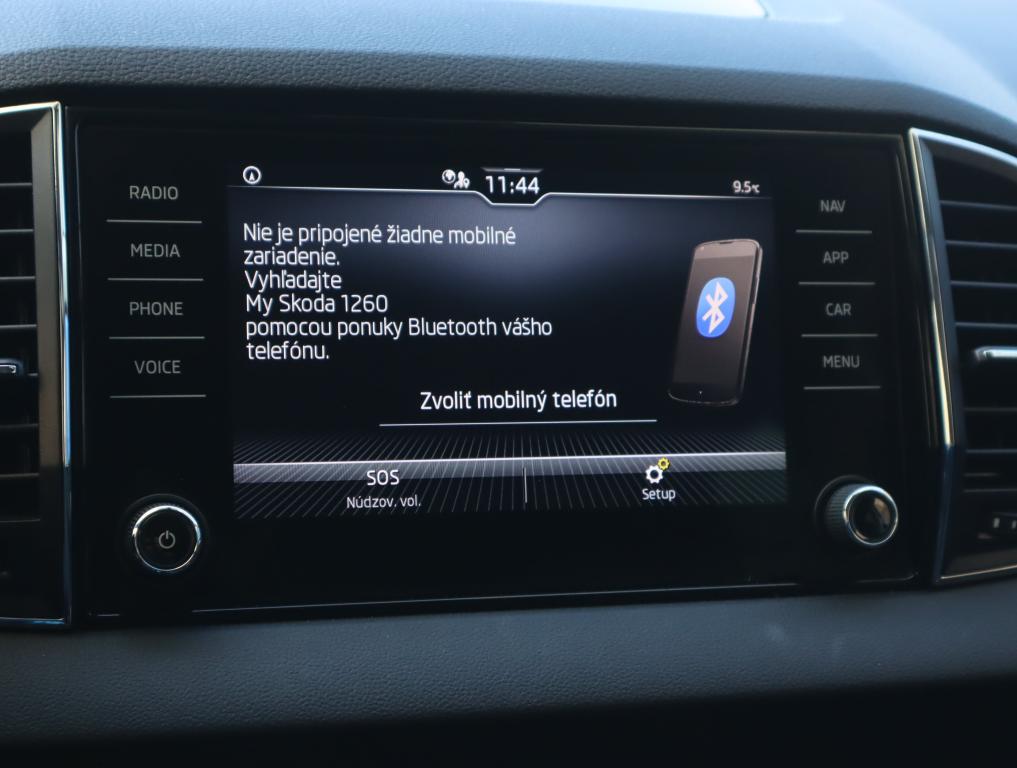 RADIO
MEDIA
PHONE
VOICE
11:44
9.5°C
Nie je pripojené žiadne mobilné
zariadenie.
Vyhľadajte
My Skoda 1260
pomocou ponuky Bluetooth vášho
telefónu.
Zvoliť mobilný telefón
SOS
Núdzov. vol.
Setup
NAV
APP
CAR
MENU